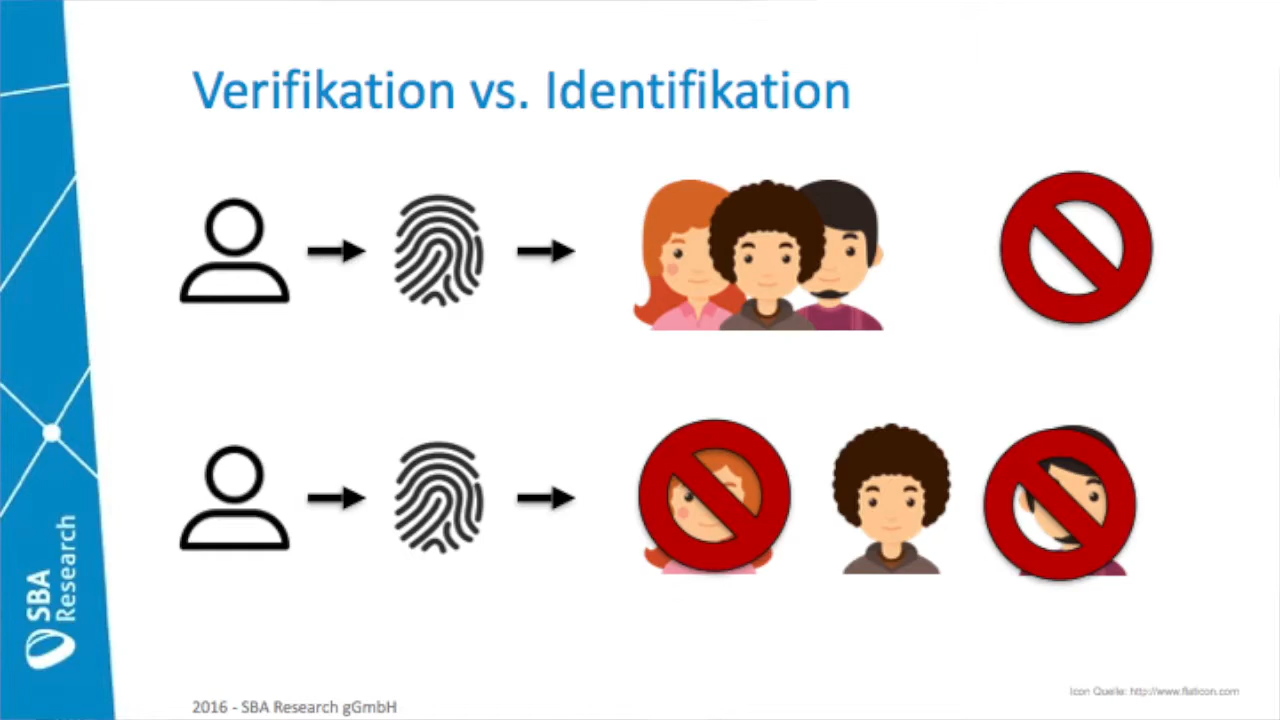 Verifikation vs. Identifikation
SBA
Research
Icon Quelle: http://www.flaticon.com
2016 - SBA Research gGmbH